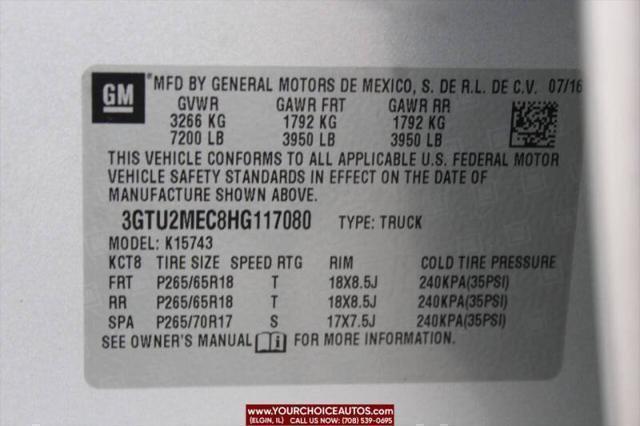 GM
*MFD BY GENERAL MOTORS DE MEXICO, S. DE R.L. DE C.V. 07/16
GVWR GAWR FRT GAWR RR
3266 KG 1792 KG 1792 KG
7200 LB 3950 LB 3950 LB
THIS VEHICLE CONFORMS TO ALL APPLICABLE U.S. FEDERAL MOTOR
VEHICLE SAFETY STANDARDS IN EFFECT ON THE DATE OF
MANUFACTURE SHOWN ABOVE.
3GTU2MEC8HG117080 TYPE: TRUCK
MODEL: K15743
KCT8 TIRE SIZE SPEED RTG RIM COLD TIRE PRESSURE
FRT P265/65R18 T 18X8.5J 240KPA(35PSI)
RR P265/65R18 T 18X8.5J 240KPA(35PSI)
SPA P265/70R17 S 17X7.5J 240KPA(35PSI)
SEE OWNER'S MANUAL i FOR MORE INFORMATION.
WWW.YOURCHOICEAUTOS.COM
(ELGIN, IL) (708) 539-0695